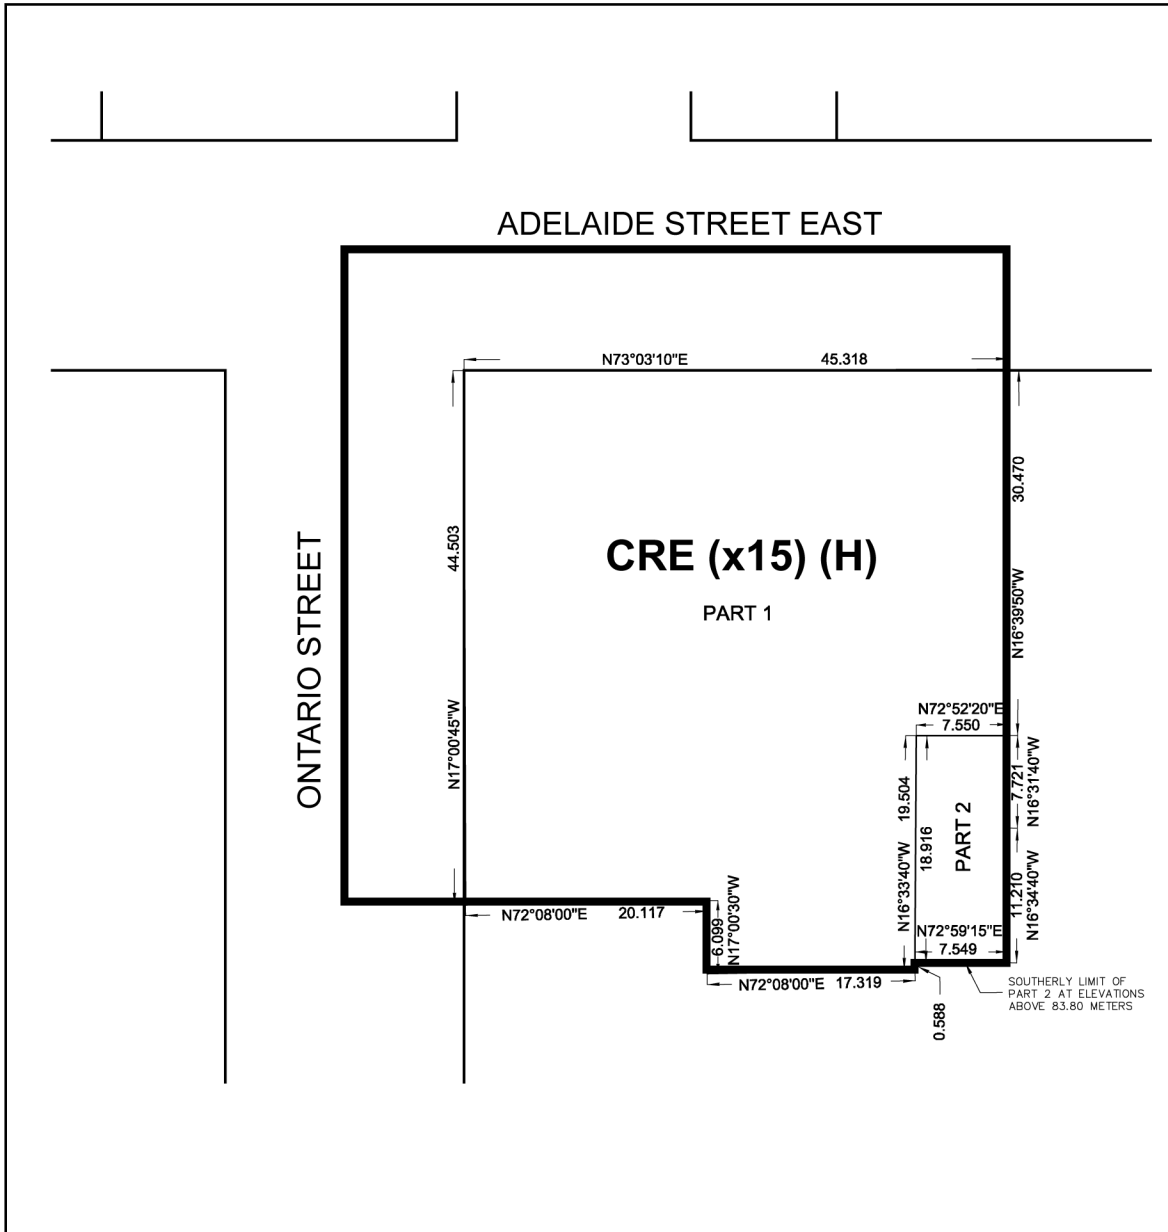 ADELAIDE STREET EAST
N73°03'10"E
45.318
30.470
N16°39'50"W
44.503
N17°00'45"W
ONTARIO STREET
CRE (x15) (H)
PART 1
N72°52'20"E
7.550
7.721
N16°31'40"W
19.504
18.916
PART 2
N16°33'40"W
11.210
N16°34'40"W
N72°59'15"E
7.549
N72°08'00"E
20.117
6.099
N17°00'30"W
N72°08'00"E
17.319
0.588
SOUTHERLY LIMIT OF
PART 2 AT ELEVATIONS
ABOVE 83.80 METERS